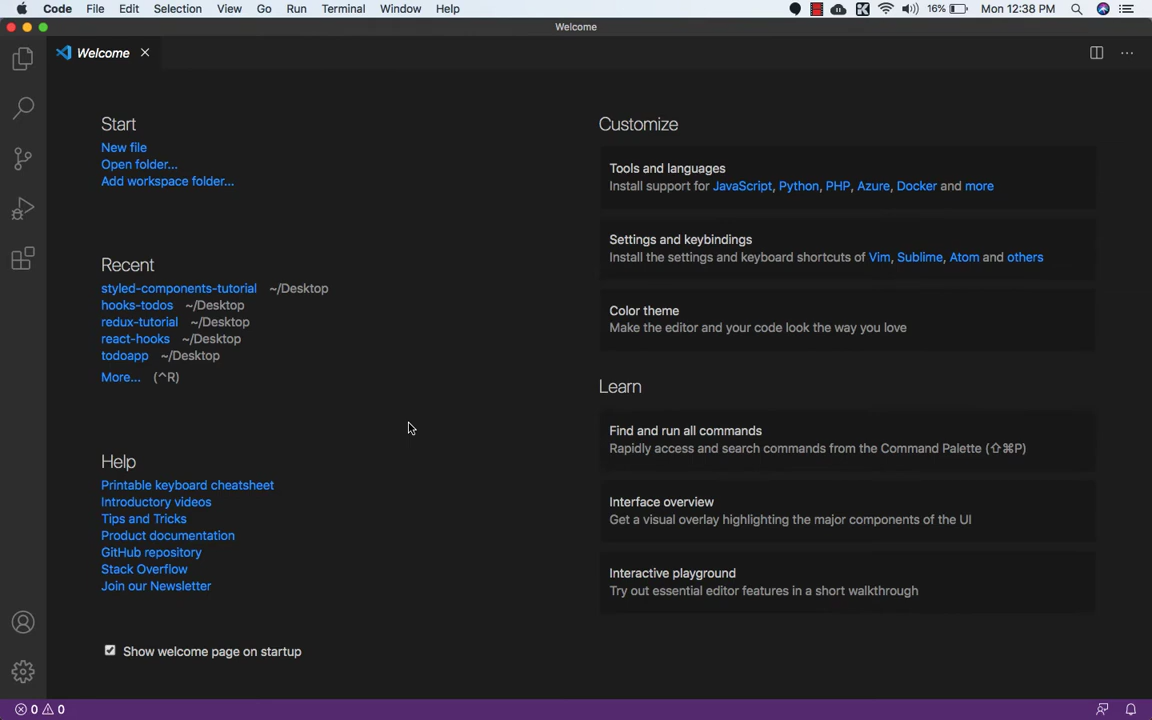 Code File Edit Selection View Go Run Terminal Window Help 16% Mon 12:38 PM
Welcome
Welcome
Start
New file
Open folder...
Add workspace folder...
Recent
styled-components-tutorial ~/Desktop
hooks-todos ~/Desktop
redux-tutorial ~/Desktop
react-hooks ~/Desktop
todoapp ~/Desktop
More... (^R)
Help
Printable keyboard cheatsheet
Introductory videos
Tips and Tricks
Product documentation
GitHub repository
Stack Overflow
Join our Newsletter
Show welcome page on startup
Customize
Tools and languages
Install support for JavaScript, Python, PHP, Azure, Docker and more
Settings and keybindings
Install the settings and keyboard shortcuts of Vim, Sublime, Atom and others
Color theme
Make the editor and your code look the way you love
Learn
Find and run all commands
Rapidly access and search commands from the Command Palette (⇧⌘P)
Interface overview
Get a visual overlay highlighting the major components of the UI
Interactive playground
Try out essential editor features in a short walkthrough
0 0